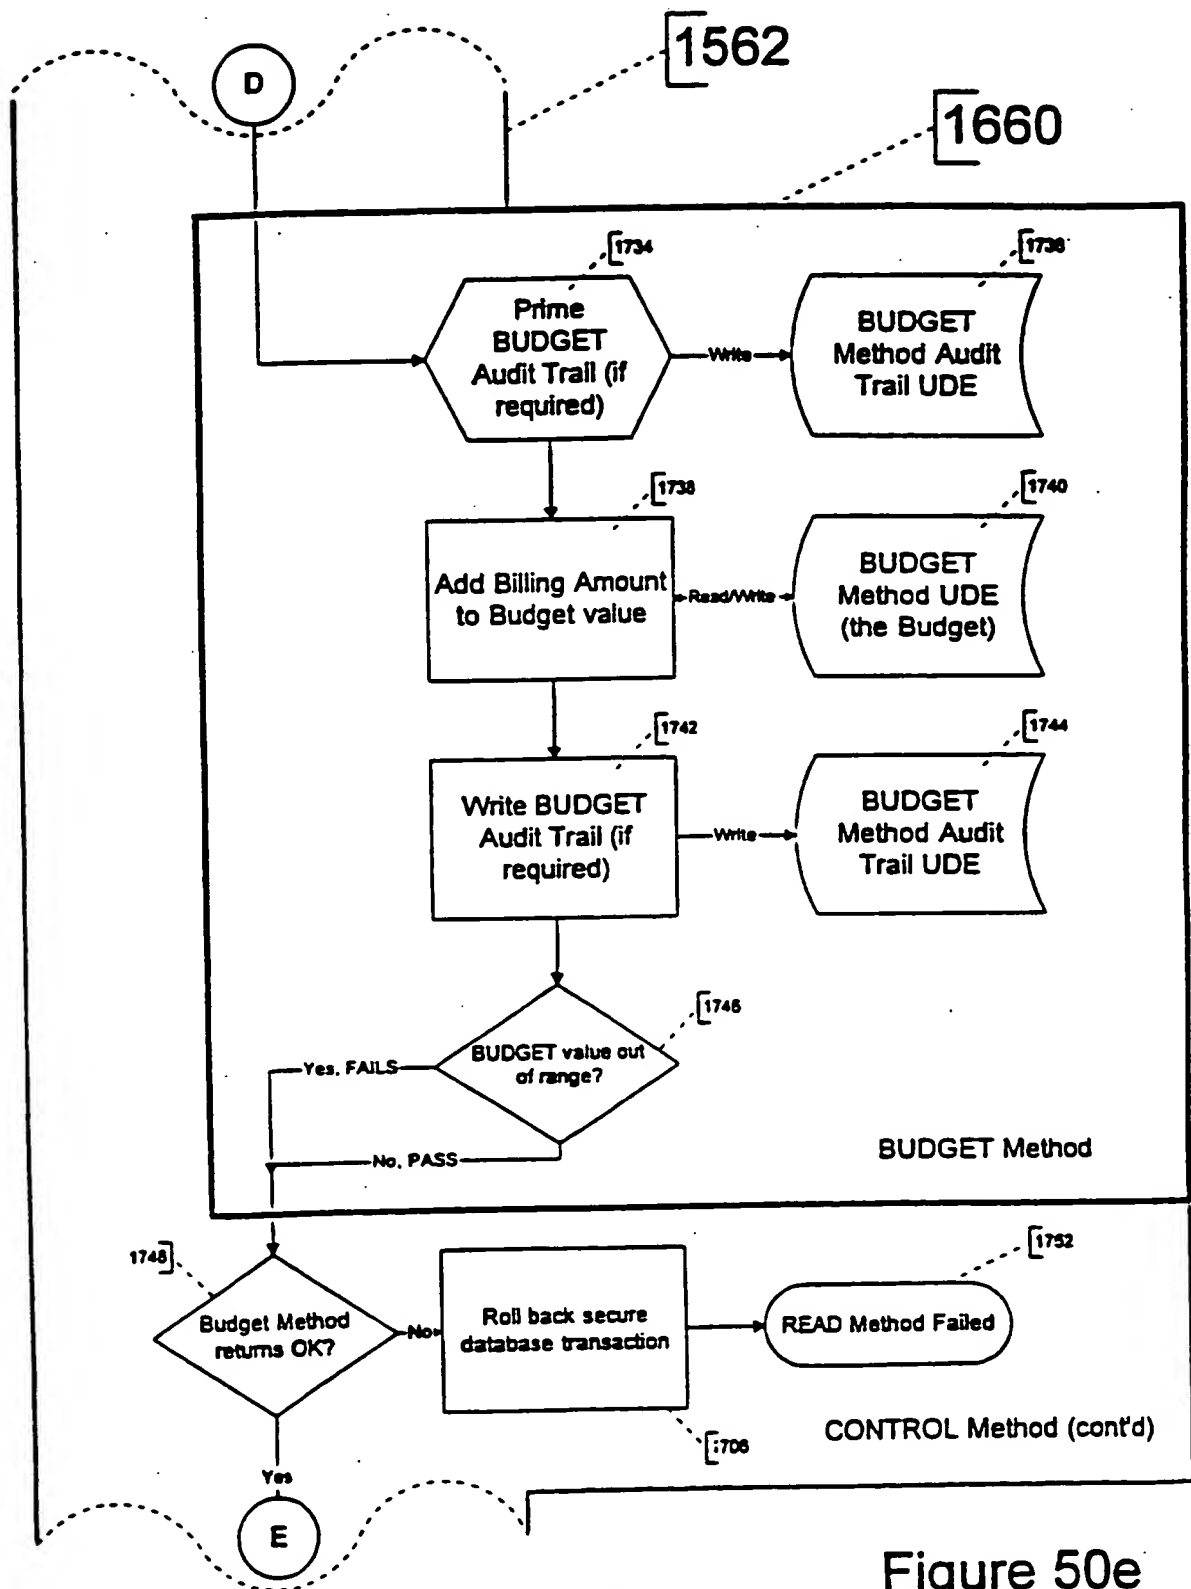 D
1562
1660
1734
Prime
BUDGET
Audit Trail (if
required)
Write
1736
BUDGET
Method Audit
Trail UDE
1738
Add Billing Amount
to Budget value
Read/Write
1740
BUDGET
Method UDE
(the Budget)
1742
Write BUDGET
Audit Trail (if
required)
Write
1744
BUDGET
Method Audit
Trail UDE
1746
BUDGET value out
of range?
Yes, FAILS
No, PASS
BUDGET Method
1748
Budget Method
returns OK?
No
Roll back secure
database transaction
1752
READ Method Failed
CONTROL Method (cont'd)
Yes
E
Figure 50e